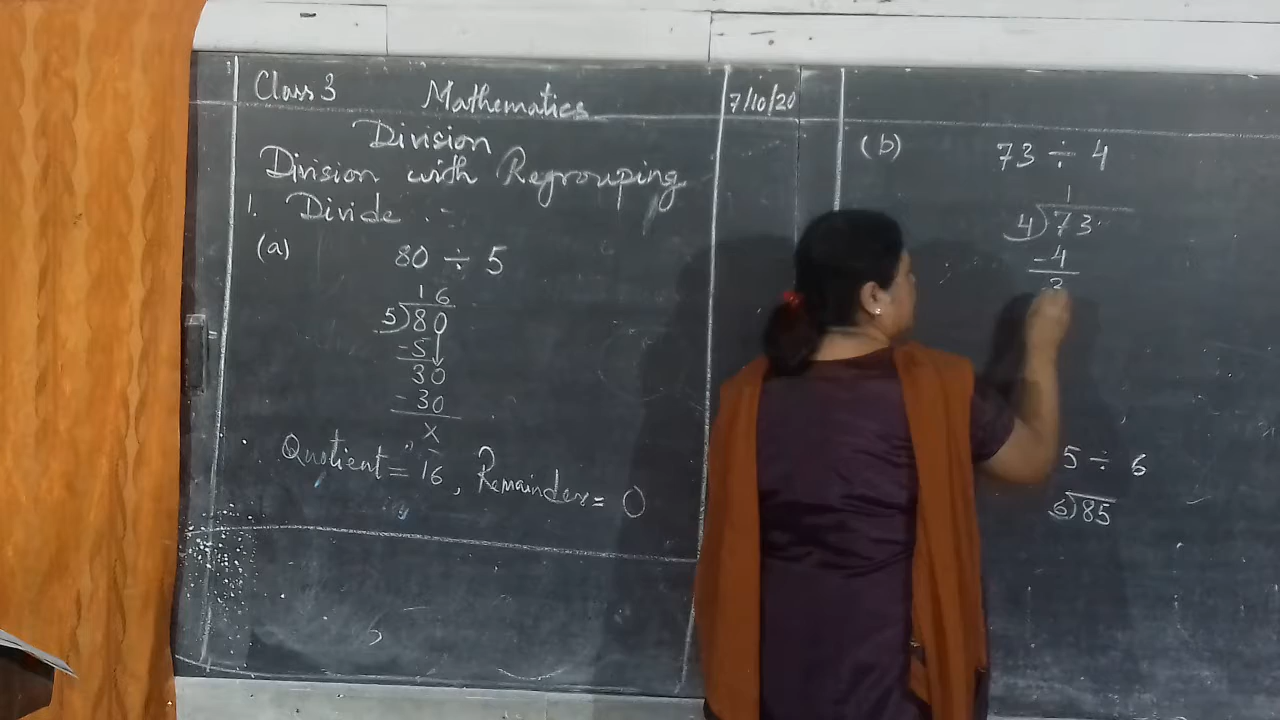 Class 3 Mathematics 7/10/20
Division
Division with Regrouping
1. Divide :-
(a) 80 ÷ 5
16
5)80
-5
30
-30
x
Quotient = 16, Remainder = 0
(b) 73 ÷ 4
1
4)73
-4
3
5 ÷ 6
6)85